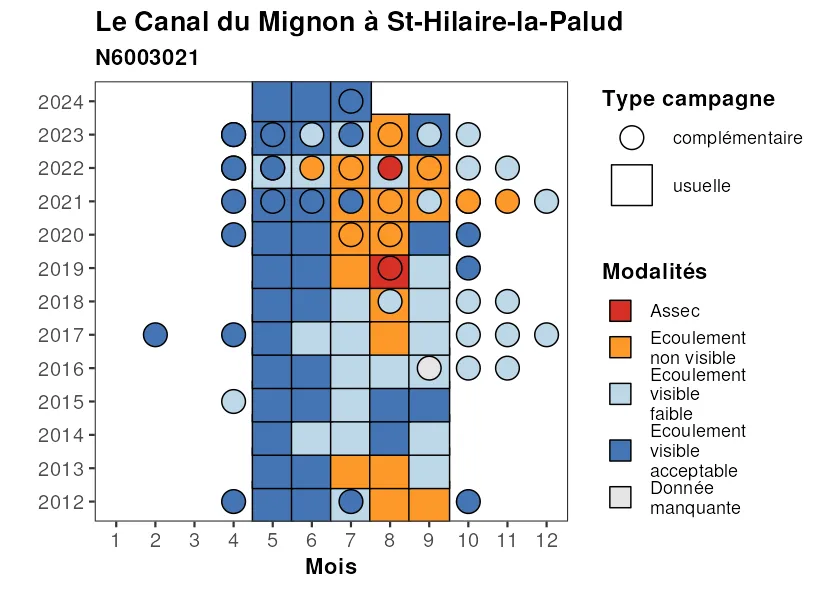 Le Canal du Mignon à St-Hilaire-la-Palud
N6003021
2024
2023
2022
2021
2020
2019
2018
2017
2016
2015
2014
2013
2012
1 2 3 4 5 6 7 8 9 10 11 12
Mois
Type campagne
complémentaire
usuelle
Modalités
Assec
Ecoulement
non visible
Ecoulement
visible
faible
Ecoulement
visible
acceptable
Donnée
manquante